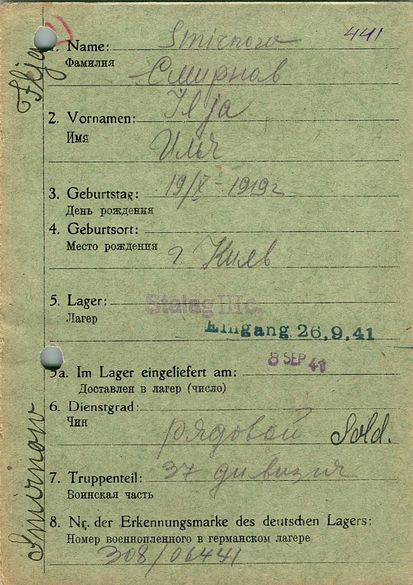 441
1. Name: Smirnow
Фамилия Смирнов
2. Vornamen: Ilja
Имя Илья
3. Geburtstag: 19/X-1919г
День рождения
4. Geburtsort:
Место рождения г Киев
5. Lager: Stalag III c.
Лагер
Eingang 26.9.41
8 SEP 41
5a. Im Lager eingeliefert am:
Доставлен в лагер (число)
6. Dienstgrad:
Чин рядовой Sold.
7. Truppenteil: 37 дивизия
Воинская часть
8. Nr. der Erkennungsmarke des deutschen Lagers:
Номер военнопленного в германском лагере
308/06441
Smirnow Ilja